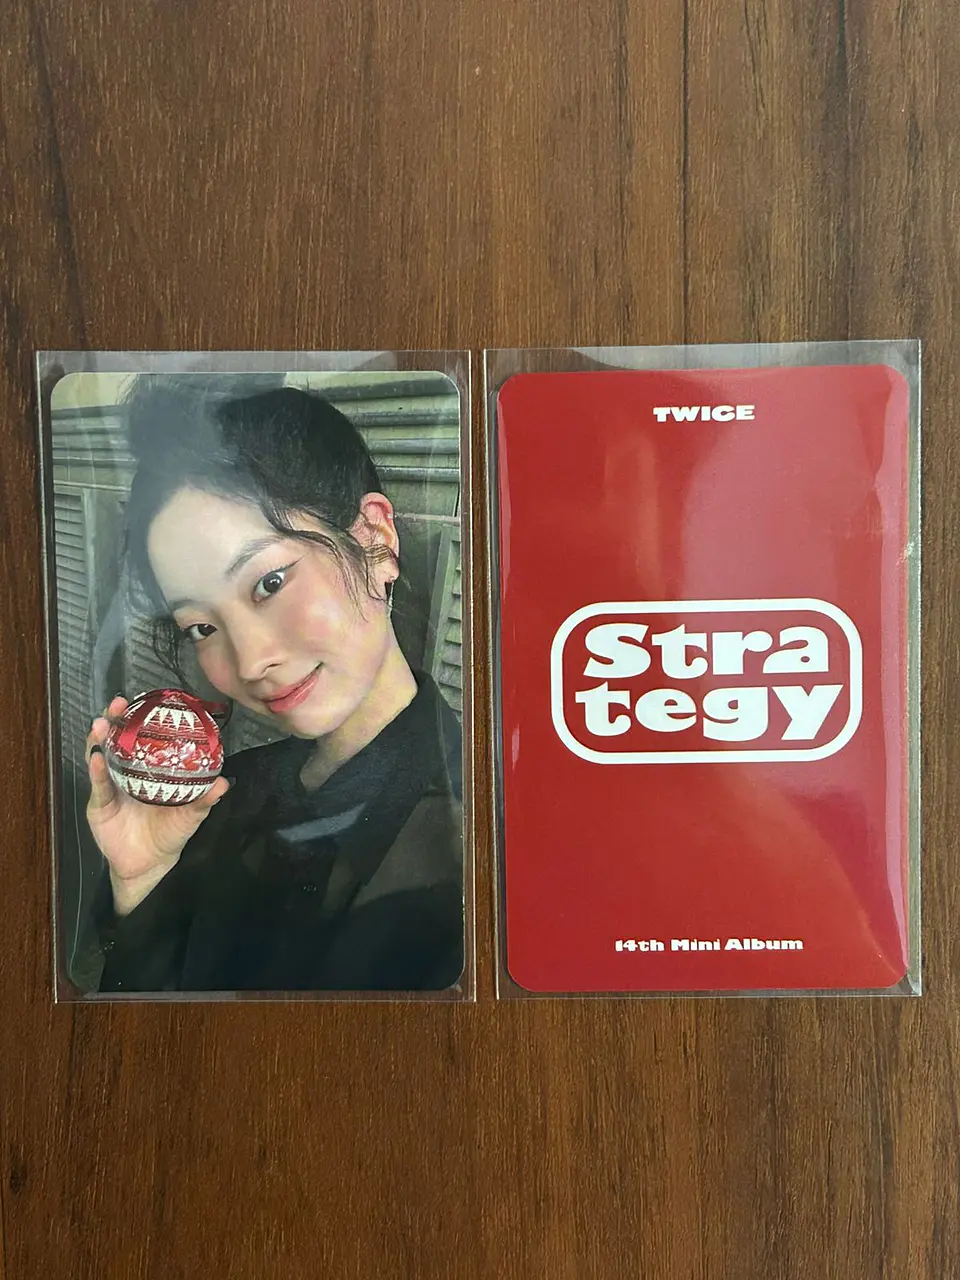 TWICE
Stra
tegy
14th Mini Album